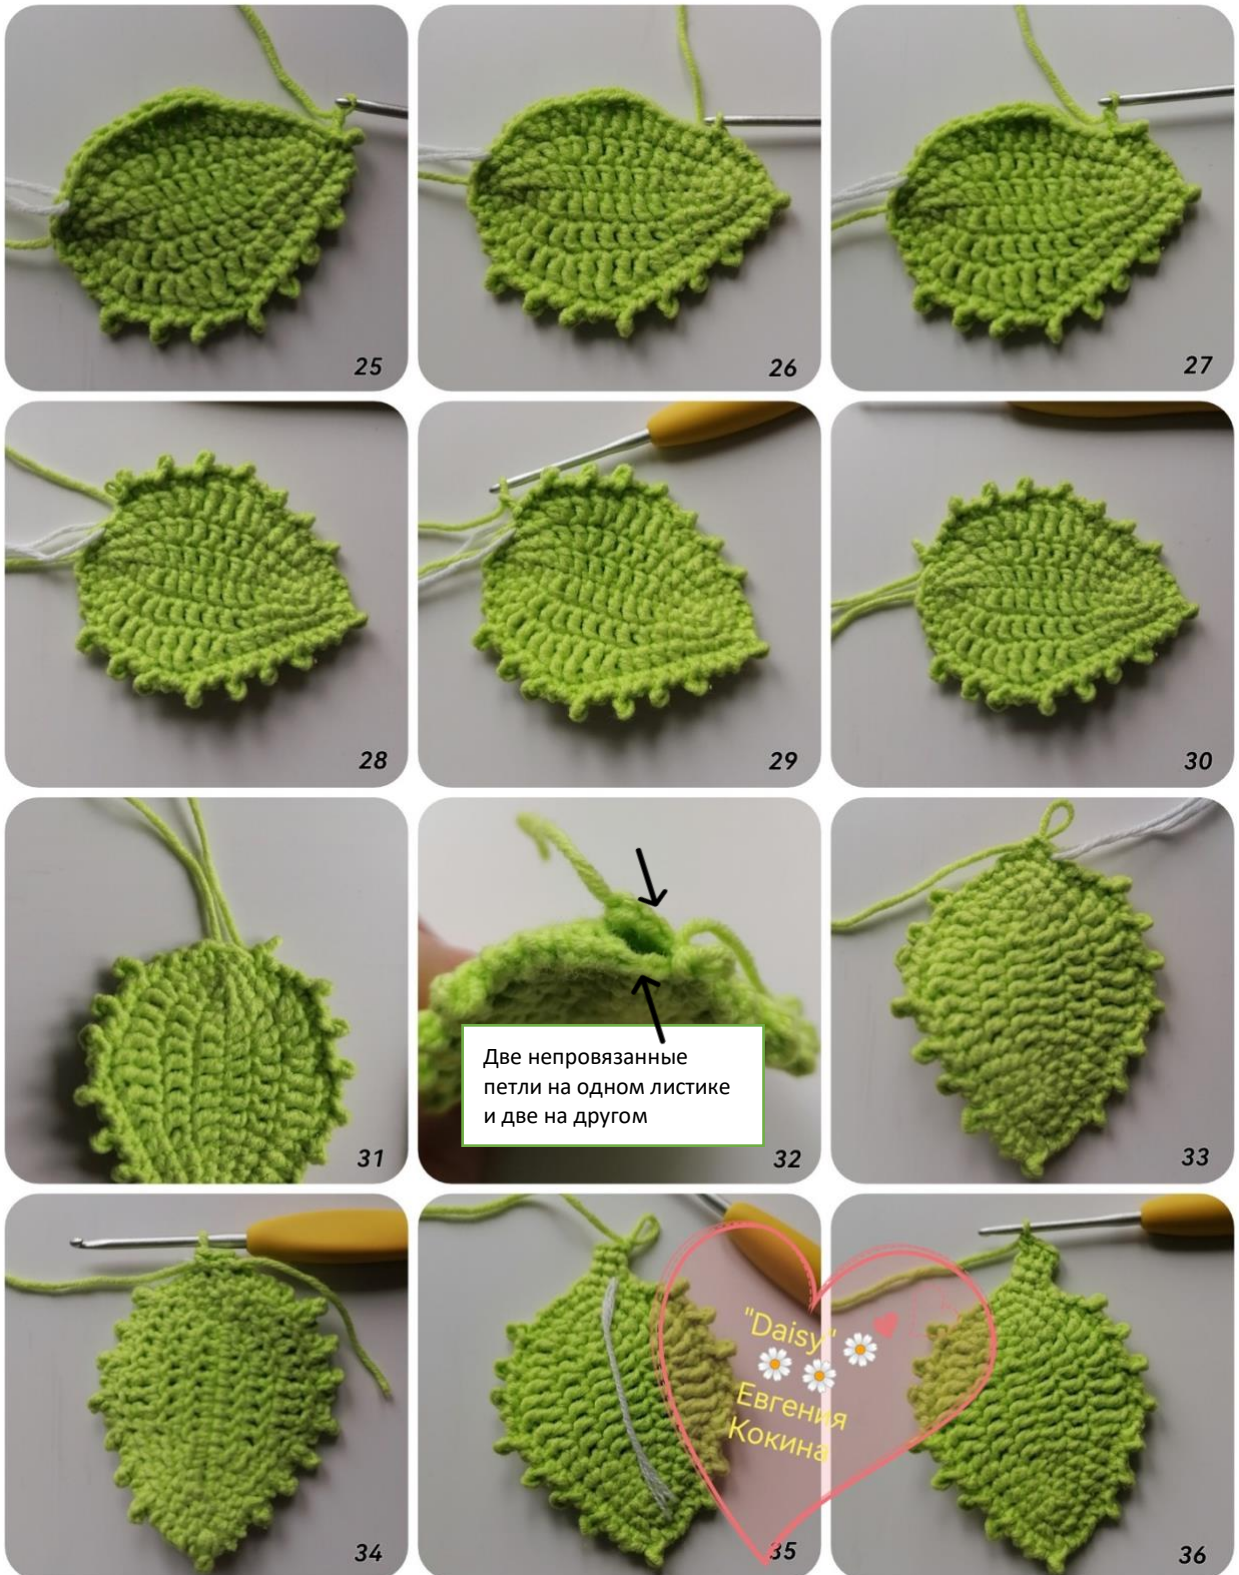 25
26
27
28
29
30
31
Две непровязанные
петли на одном листике
и две на другом
32
33
34
"Daisy"
Евгения
Кокина
35
36